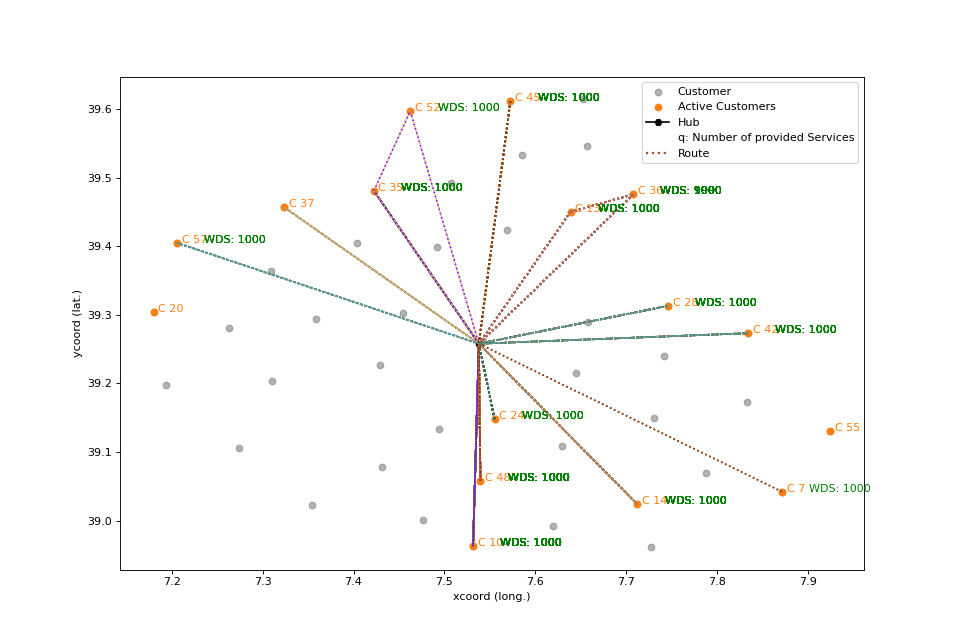 Customer
Active Customers
Hub
q: Number of provided Services
Route
C 52 WDS: 1000
C 45 WDS: 1000
C 35 WDS: 1000
C 36 WDS:
WDS: 1000
C 37
C 57 WDS: 1000
C 20
C 28 WDS: 1000
C 42 WDS: 1000
C 24 WDS: 1000
C 55
C 48 WDS: 1000
C 7 WDS: 1000
C 14 WDS: 1000
C 10 WDS: 1000
39.6
39.5
39.4
39.3
39.2
39.1
39.0
ycoord (lat.)
7.2 7.3 7.4 7.5 7.6 7.7 7.8 7.9
xcoord (long.)